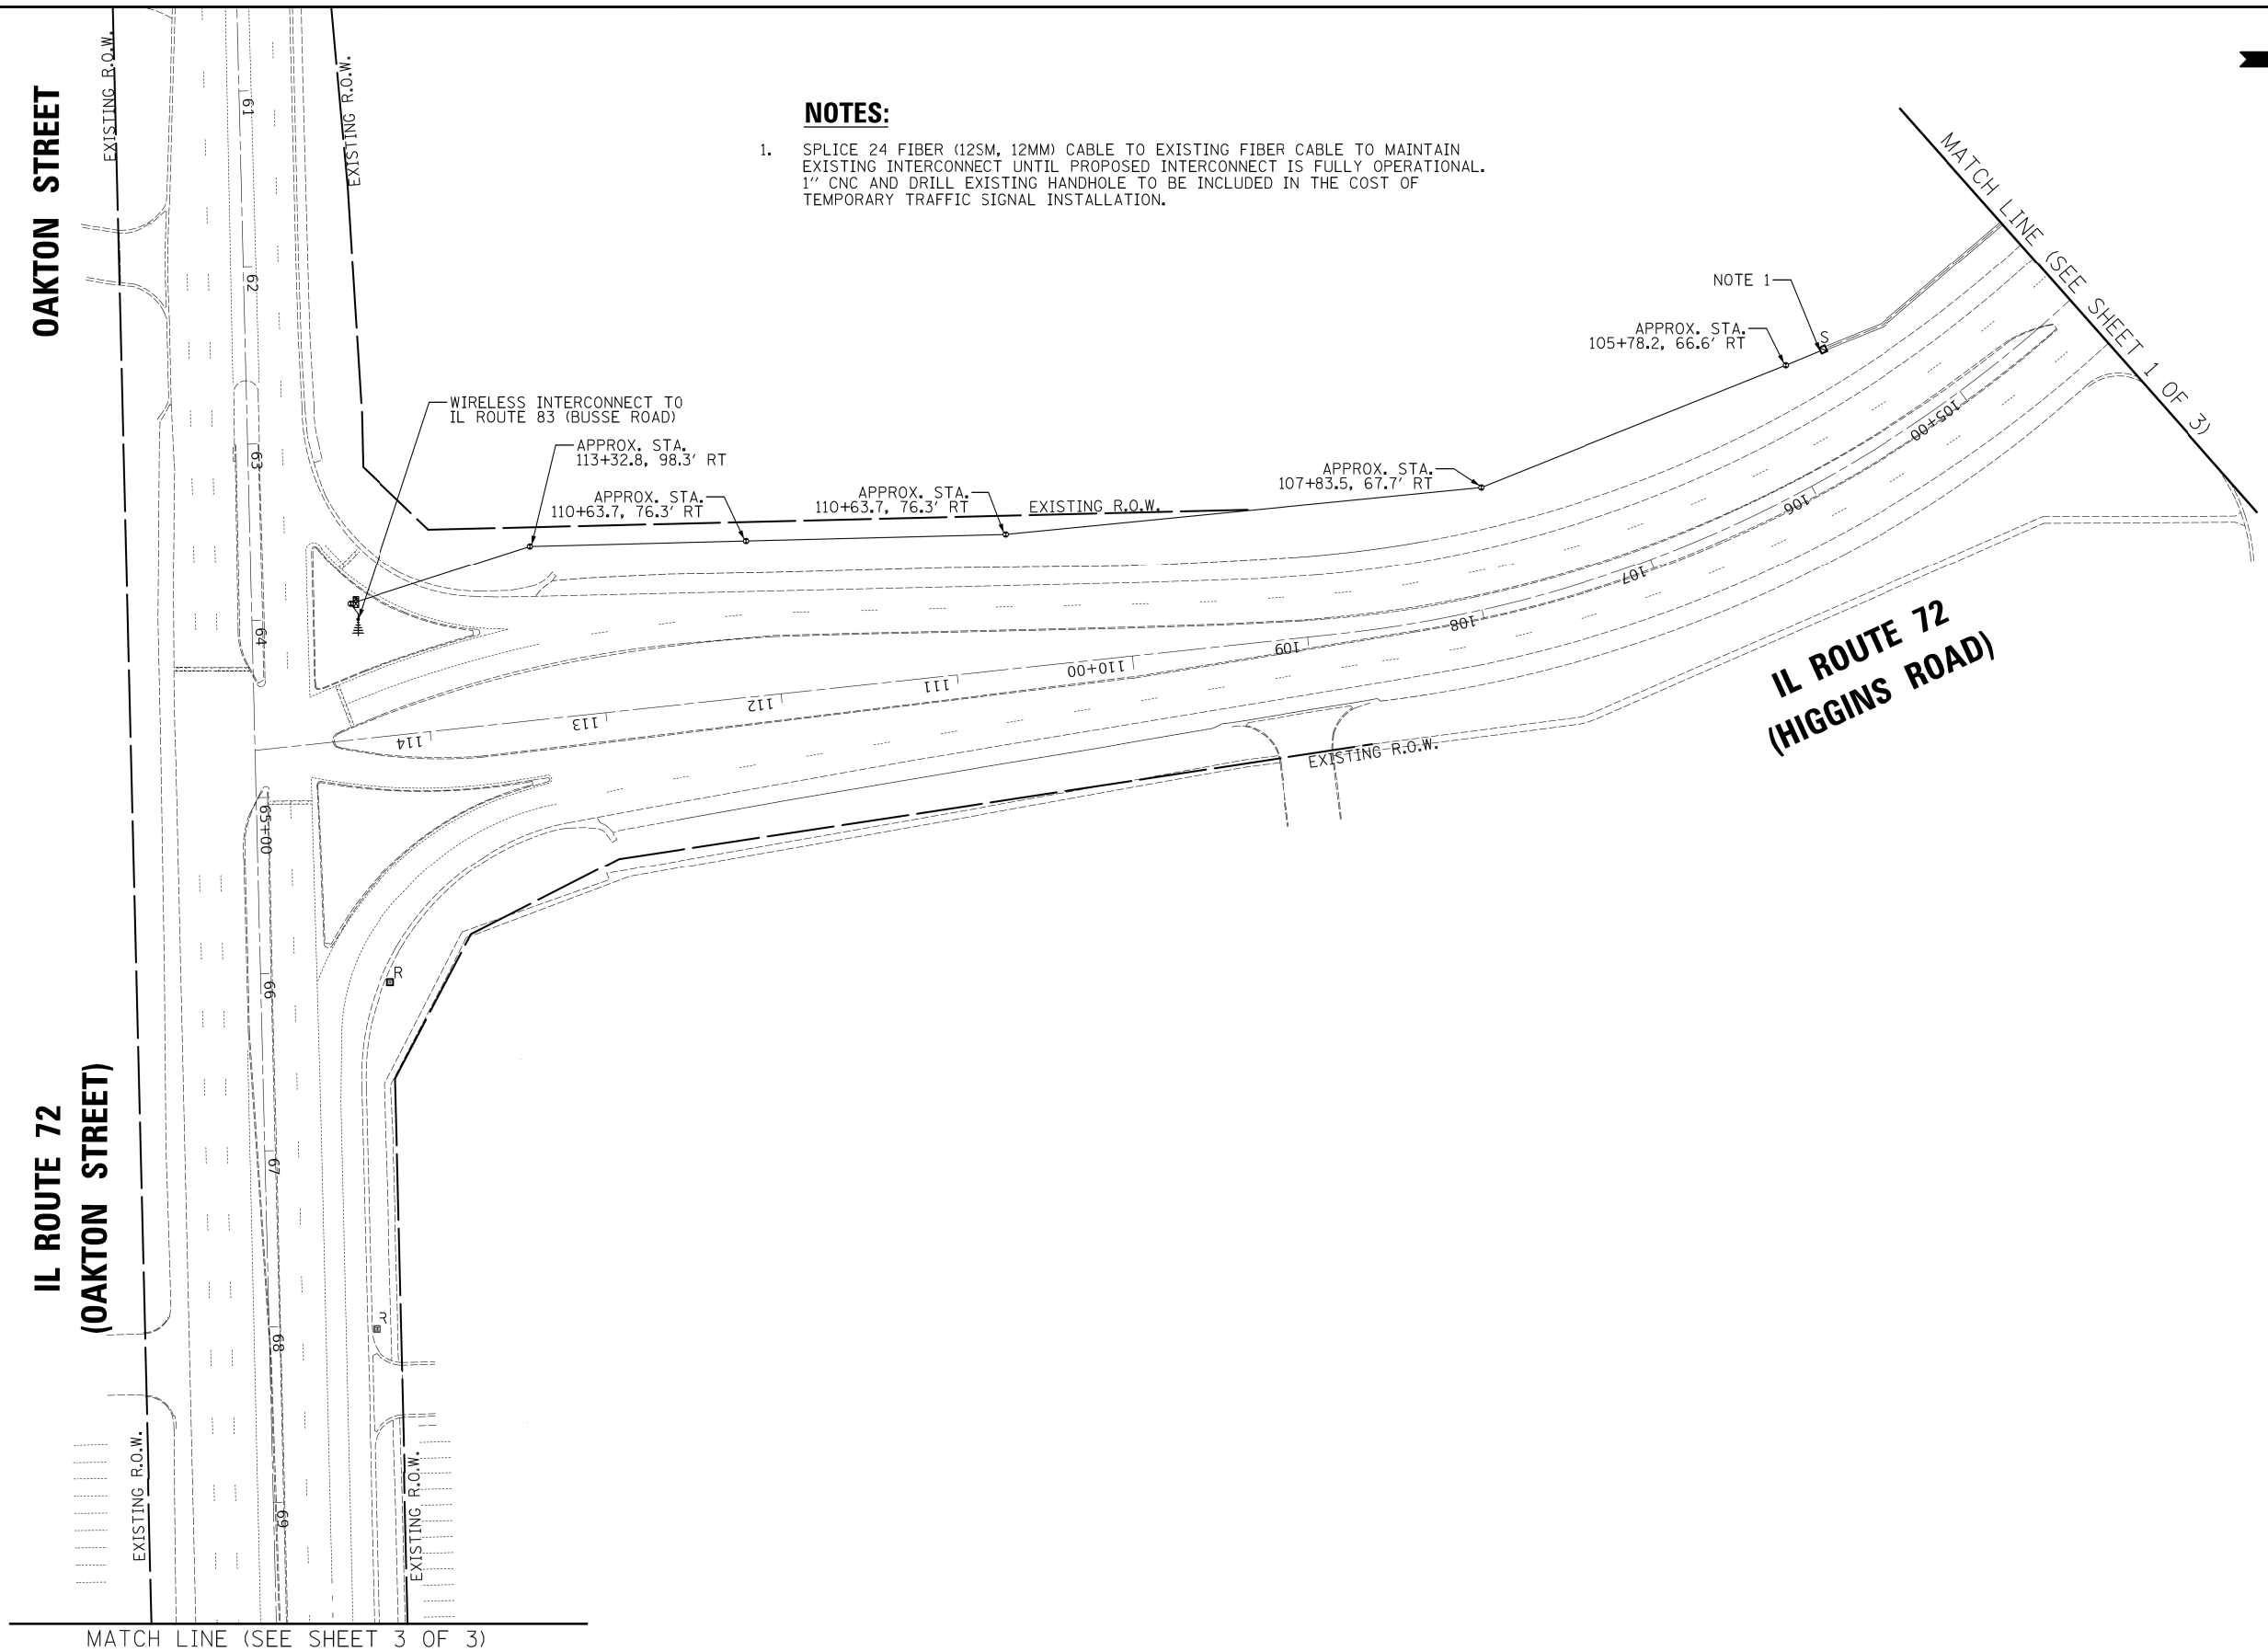 OAKTON STREET
EXISTING R.O.W.
EXISTING R.O.W.
61
62
63
64
65+00
66
67
68
69
NOTES:
1. SPLICE 24 FIBER (12SM, 12MM) CABLE TO EXISTING FIBER CABLE TO MAINTAIN
EXISTING INTERCONNECT UNTIL PROPOSED INTERCONNECT IS FULLY OPERATIONAL.
1" CNC AND DRILL EXISTING HANDHOLE TO BE INCLUDED IN THE COST OF
TEMPORARY TRAFFIC SIGNAL INSTALLATION.
MATCH LINE (SEE SHEET 1 OF 3)
NOTE 1
S
APPROX. STA.
105+78.2, 66.6' RT
WIRELESS INTERCONNECT TO
IL ROUTE 83 (BUSSE ROAD)
APPROX. STA.
113+32.8, 98.3' RT
APPROX. STA.
110+63.7, 76.3' RT
APPROX. STA.
110+63.7, 76.3' RT
EXISTING R.O.W.
APPROX. STA.
107+83.5, 67.7' RT
105+00
106
107
108
109
110+00
111
112
113
114
IL ROUTE 72
(HIGGINS ROAD)
EXISTING R.O.W.
R
R
IL ROUTE 72
(OAKTON STREET)
EXISTING R.O.W.
EXISTING R.O.W.
MATCH LINE (SEE SHEET 3 OF 3)